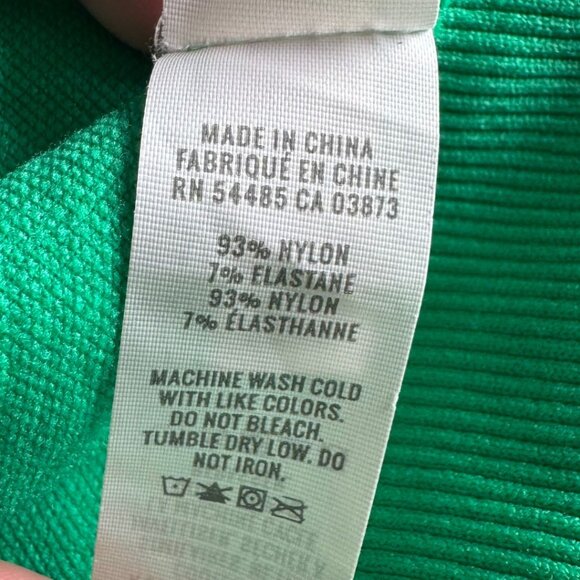 MADE IN CHINA
FABRIQUÉ EN CHINE
RN 54485 CA 03873
93% NYLON
7% ELASTANE
93% NYLON
7% ÉLASTHANNE
MACHINE WASH COLD
WITH LIKE COLORS.
DO NOT BLEACH.
TUMBLE DRY LOW. DO
NOT IRON.